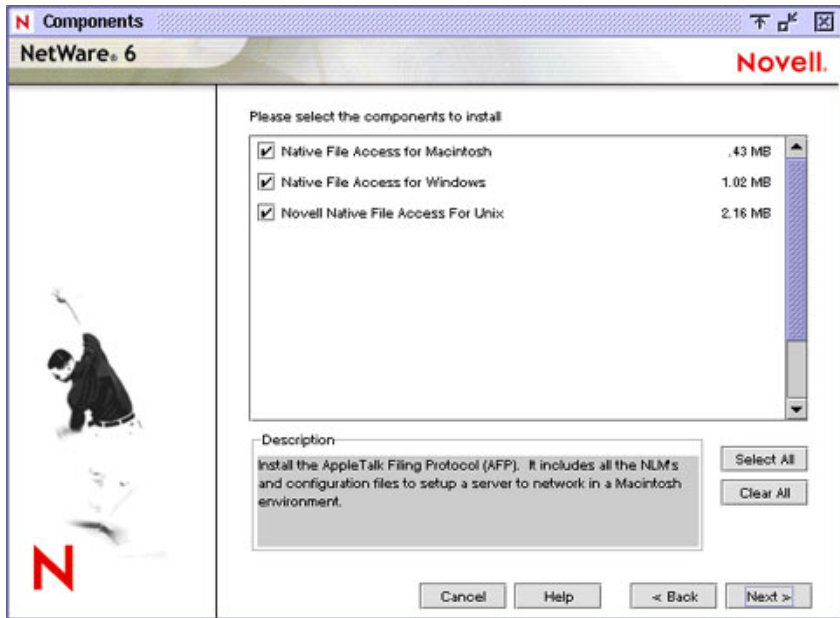 N Components
NetWare® 6
Novell®
Please select the components to install
Native File Access for Macintosh .43 MB
Native File Access for Windows 1.02 MB
Novell Native File Access For Unix 2.16 MB
Description
Install the AppleTalk Filing Protocol (AFP). It includes all the NLM's
and configuration files to setup a server to network in a Macintosh
environment.
Select All
Clear All
N
Cancel Help < Back Next >